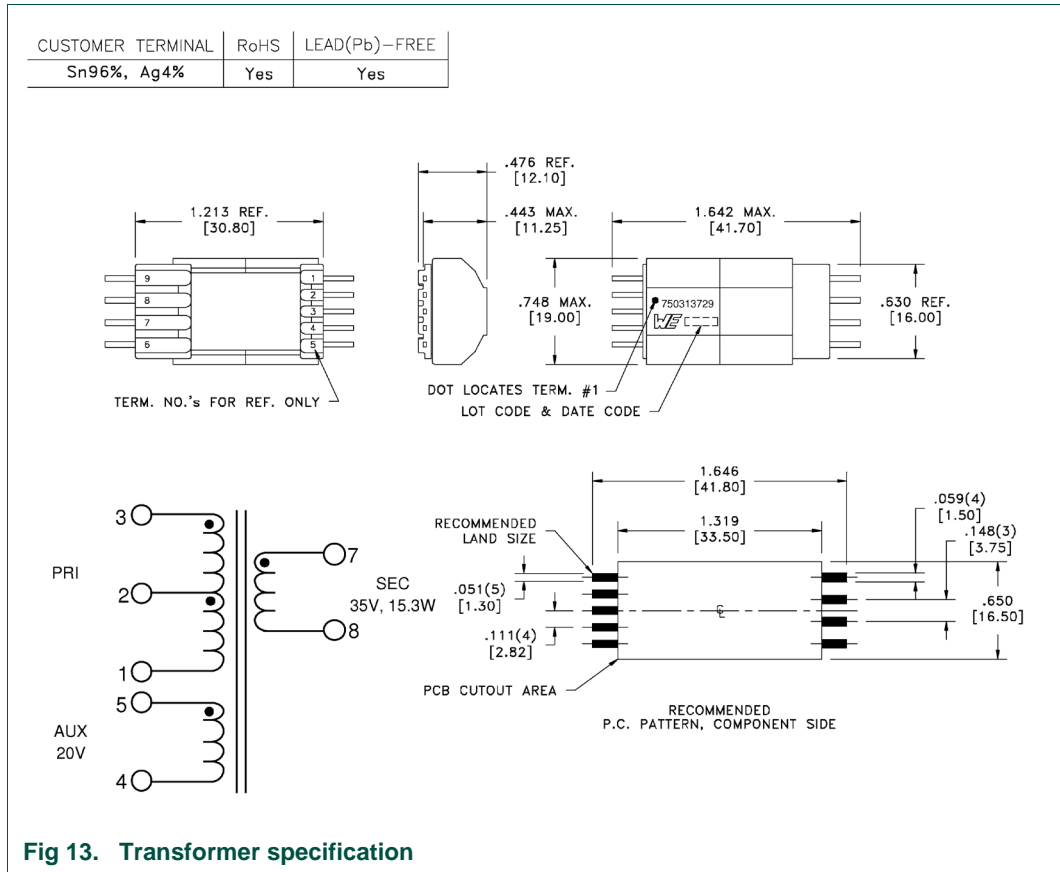 CUSTOMER TERMINAL RoHS LEAD(Pb)-FREE
Sn96%, Ag4% Yes Yes
.476 REF.
[12.10]
1.213 REF.
[30.80]
.443 MAX.
[11.25]
1.642 MAX.
[41.70]
9
8
7
6
1
2
3
4
5
.748 MAX.
[19.00]
750313729
WE
.630 REF.
[16.00]
TERM. NO.'s FOR REF. ONLY
DOT LOCATES TERM. #1
LOT CODE & DATE CODE
3
PRI
2
1
5
AUX
20V
4
7
SEC
35V, 15.3W
8
1.646
[41.80]
1.319
[33.50]
RECOMMENDED
LAND SIZE
.059(4)
[1.50]
.148(3)
[3.75]
.051(5)
[1.30]
.650
[16.50]
.111(4)
[2.82]
CL
PCB CUTOUT AREA
RECOMMENDED
P.C. PATTERN, COMPONENT SIDE
Fig 13. Transformer specification